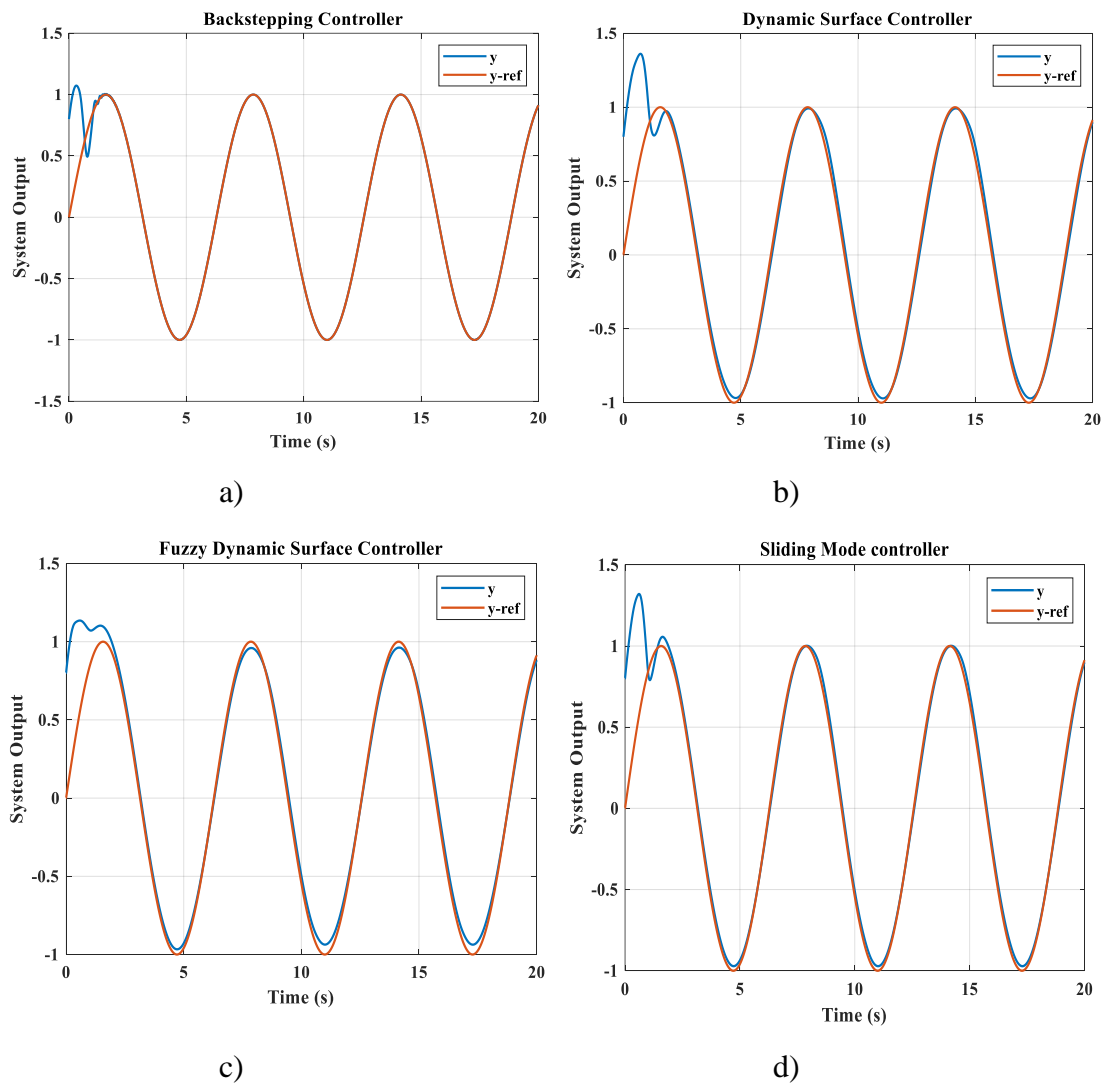 Backstepping Controller
1.5
1
0.5
0
-0.5
-1
-1.5
System Output
y
y-ref
0
5
10
15
20
Time (s)
a)
Dynamic Surface Controller
1.5
1
0.5
0
-0.5
-1
System Output
y
y-ref
0
5
10
15
20
Time (s)
b)
Fuzzy Dynamic Surface Controller
1.5
1
0.5
0
-0.5
-1
System Output
y
y-ref
0
5
10
15
20
Time (s)
c)
Sliding Mode controller
1.5
1
0.5
0
-0.5
-1
System Output
y
y-ref
0
5
10
15
20
Time (s)
d)